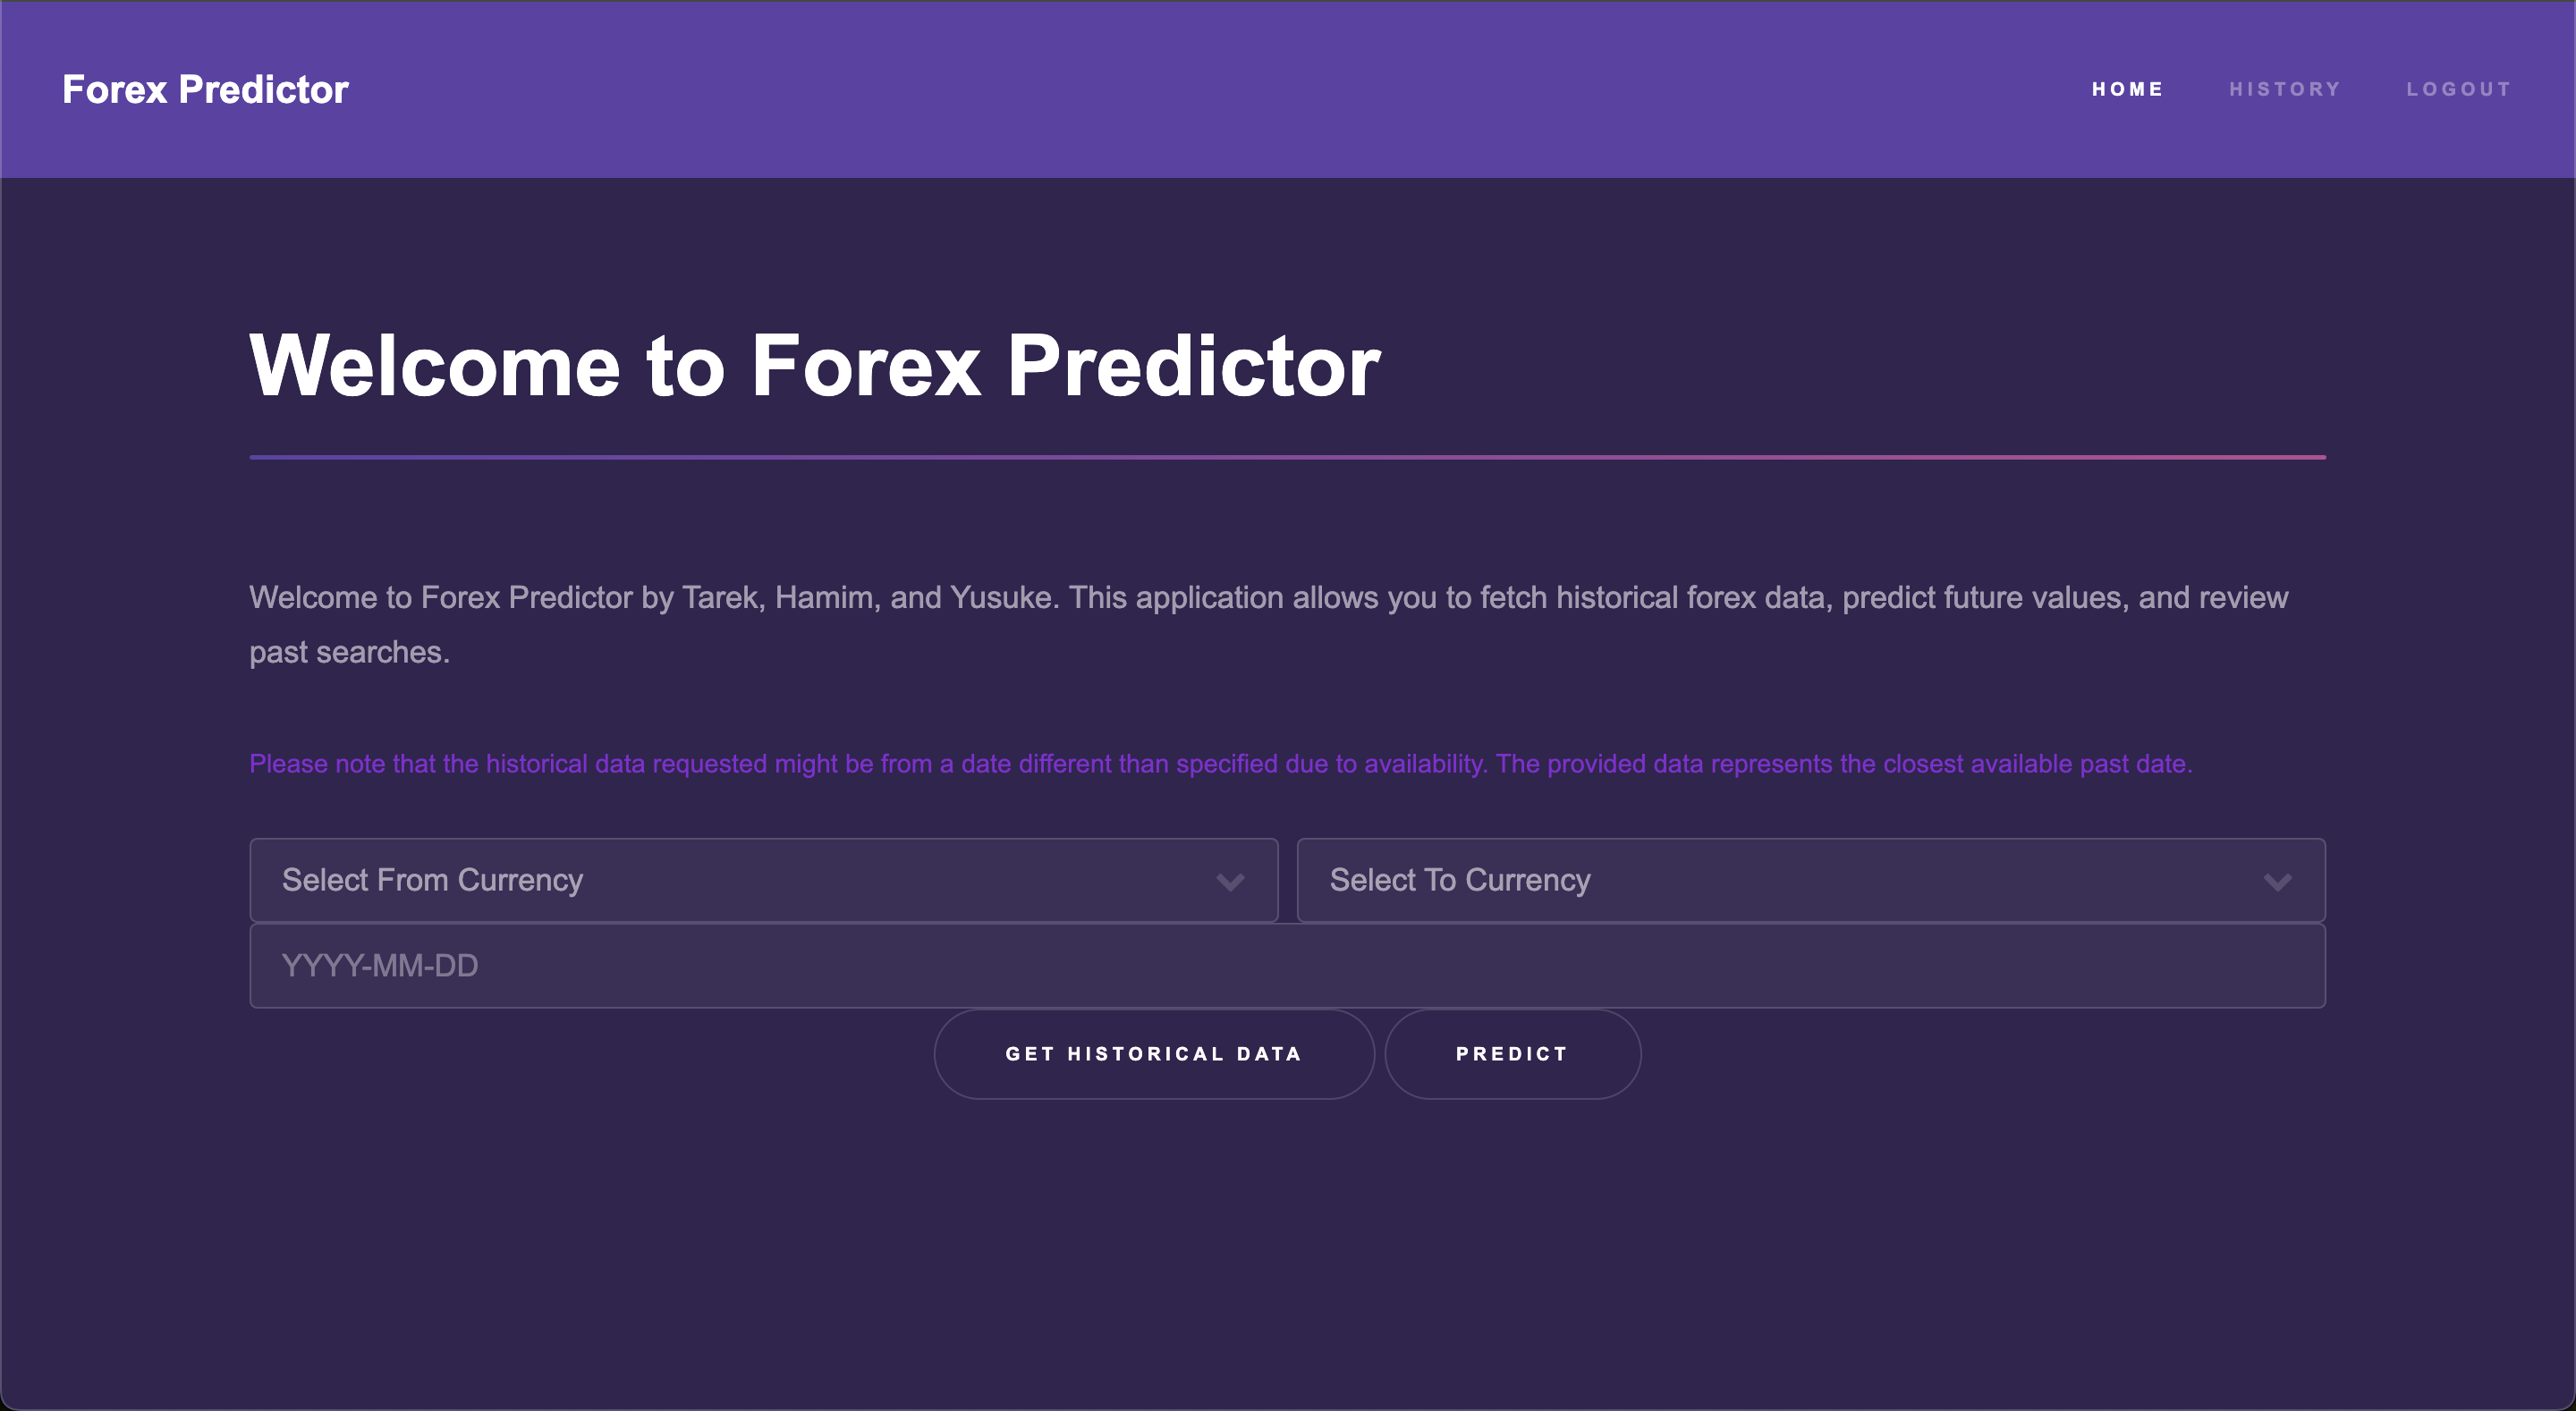 Forex Predictor
HOME HISTORY LOGOUT
Welcome to Forex Predictor
Welcome to Forex Predictor by Tarek, Hamim, and Yusuke. This application allows you to fetch historical forex data, predict future values, and review
past searches.
Please note that the historical data requested might be from a date different than specified due to availability. The provided data represents the closest available past date.
Select From Currency
Select To Currency
YYYY-MM-DD
GET HISTORICAL DATA
PREDICT